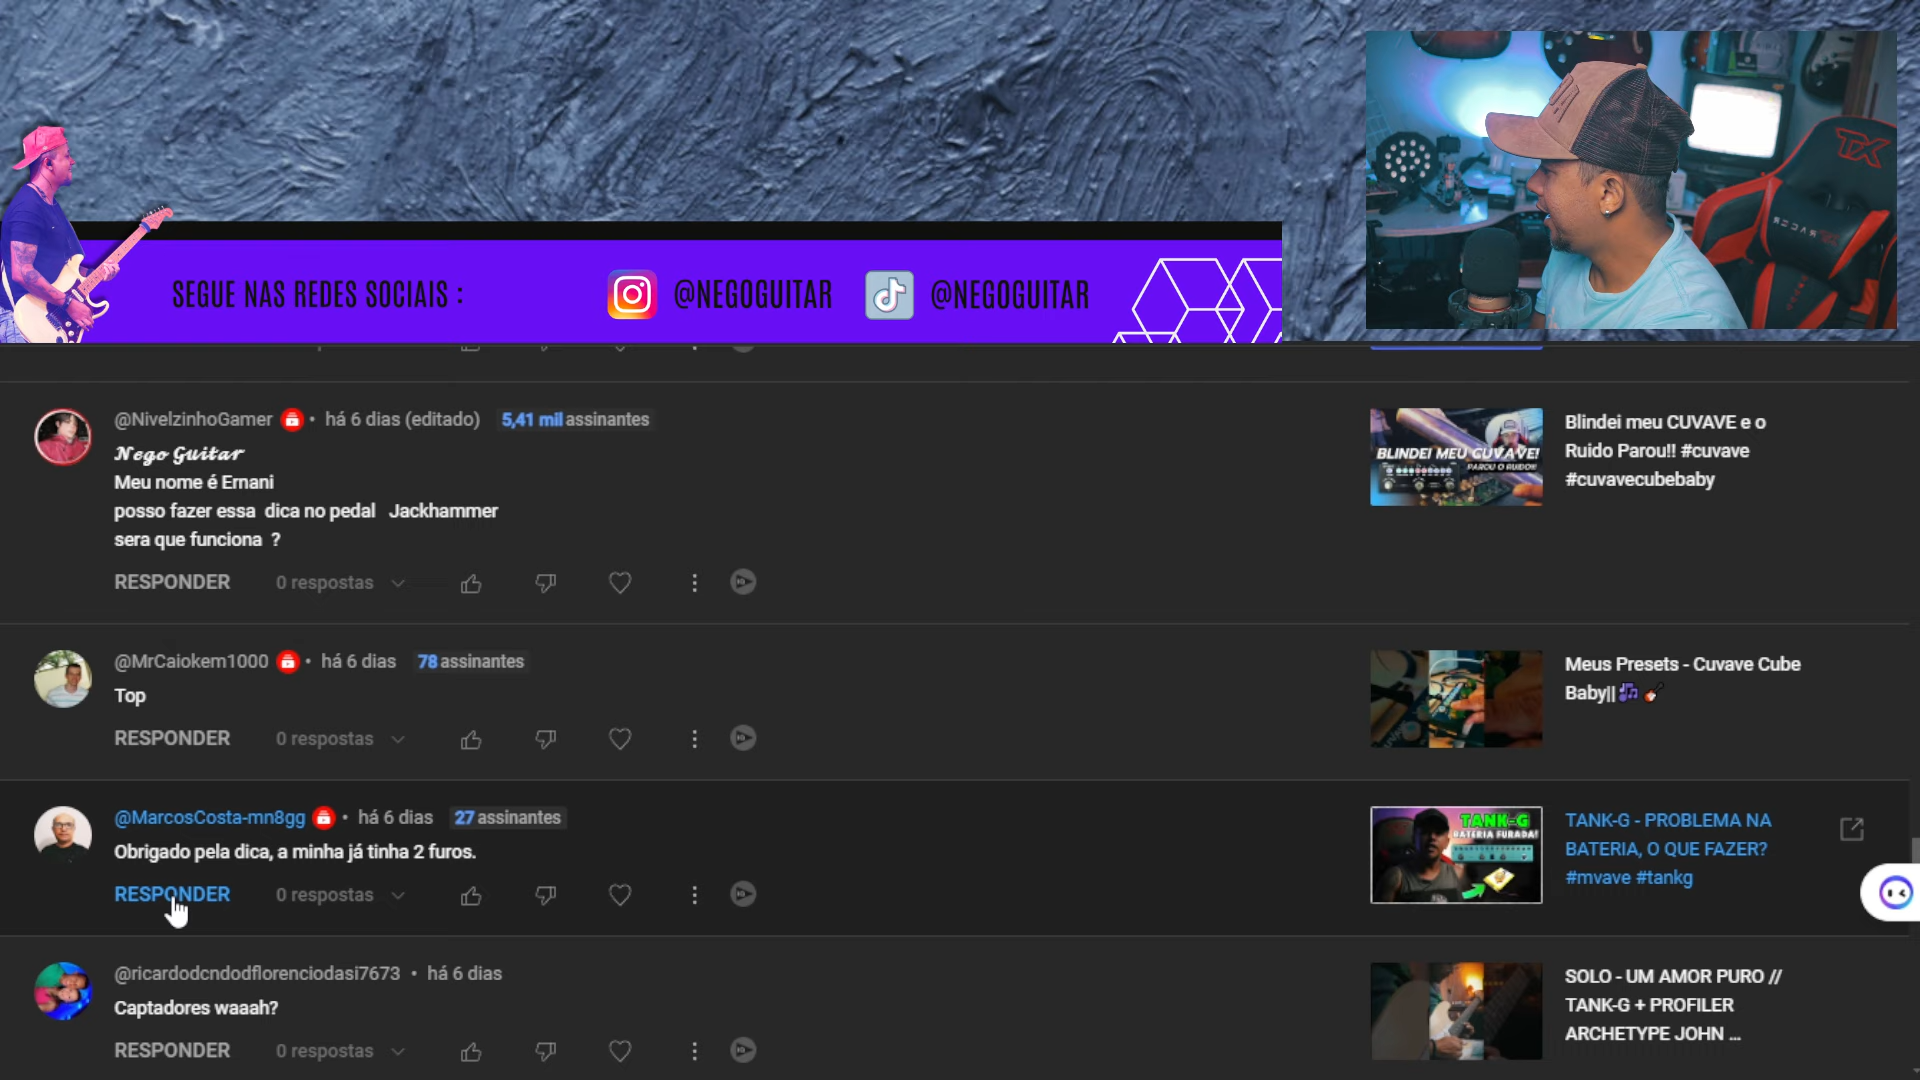 SEGUE NAS REDES SOCIAIS :
@NEGOGUITAR
@NEGOGUITAR
@NivelzinhoGamer • há 6 dias (editado) 5,41 mil assinantes
𝓝𝓮𝓰𝓸 𝓖𝓾𝓲𝓽𝓪𝓻
Meu nome é Ernani
posso fazer essa dica no pedal Jackhammer
sera que funciona ?
RESPONDER 0 respostas
BLINDEI MEU CUVAVE!
PAROU O RUIDO!!!
Blindei meu CUVAVE e o
Ruido Parou!! #cuvave
#cuvavecubebaby
@MrCaiokem1000 • há 6 dias 78 assinantes
Top
RESPONDER 0 respostas
Meus Presets - Cuvave Cube
Baby||🎶 🎸
@MarcosCosta-mn8gg • há 6 dias 27 assinantes
Obrigado pela dica, a minha já tinha 2 furos.
RESPONDER 0 respostas
TANK-G
BATERIA FURADA!
TANK-G - PROBLEMA NA
BATERIA, O QUE FAZER?
#mvave #tankg
@ricardodcndodflorenciodasi7673 • há 6 dias
Captadores waaah?
RESPONDER 0 respostas
SOLO - UM AMOR PURO //
TANK-G + PROFILER
ARCHETYPE JOHN ...